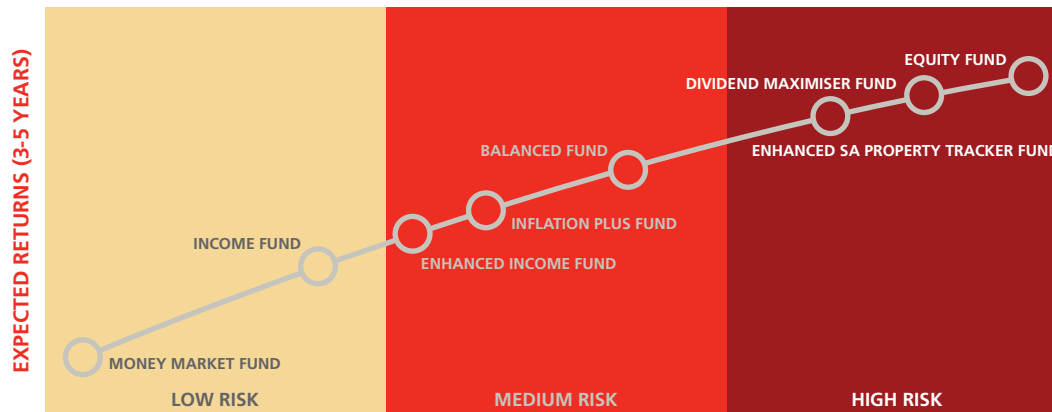 EXPECTED RETURNS (3-5 YEARS)
EQUITY FUND
DIVIDEND MAXIMISER FUND
BALANCED FUND
ENHANCED SA PROPERTY TRACKER FUND
INFLATION PLUS FUND
INCOME FUND
ENHANCED INCOME FUND
MONEY MARKET FUND
LOW RISK
MEDIUM RISK
HIGH RISK